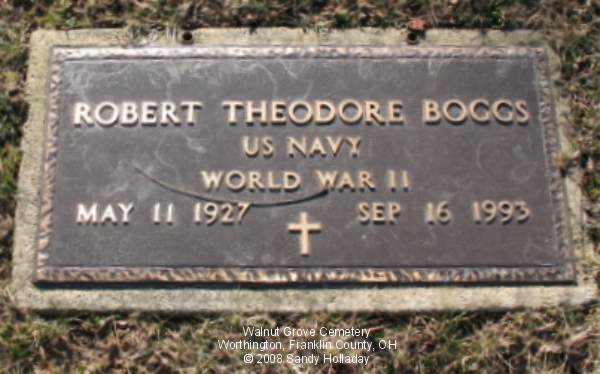 ROBERT THEODORE BOGGS
US NAVY
WORLD WAR II
MAY 11 1927 SEP 16 1993
Walnut Grove Cemetery
Worthington, Franklin County, OH
© 2008 Sandy Holladay